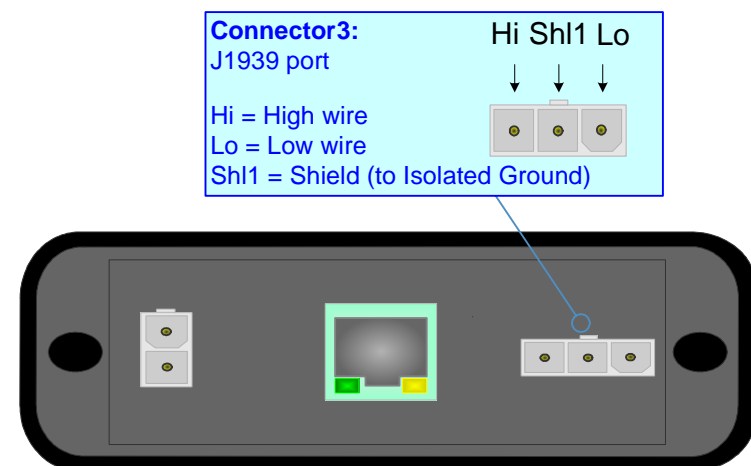 Connector3:
J1939 port
Hi = High wire
Lo = Low wire
Shl1 = Shield (to Isolated Ground)
Hi Shl1 Lo